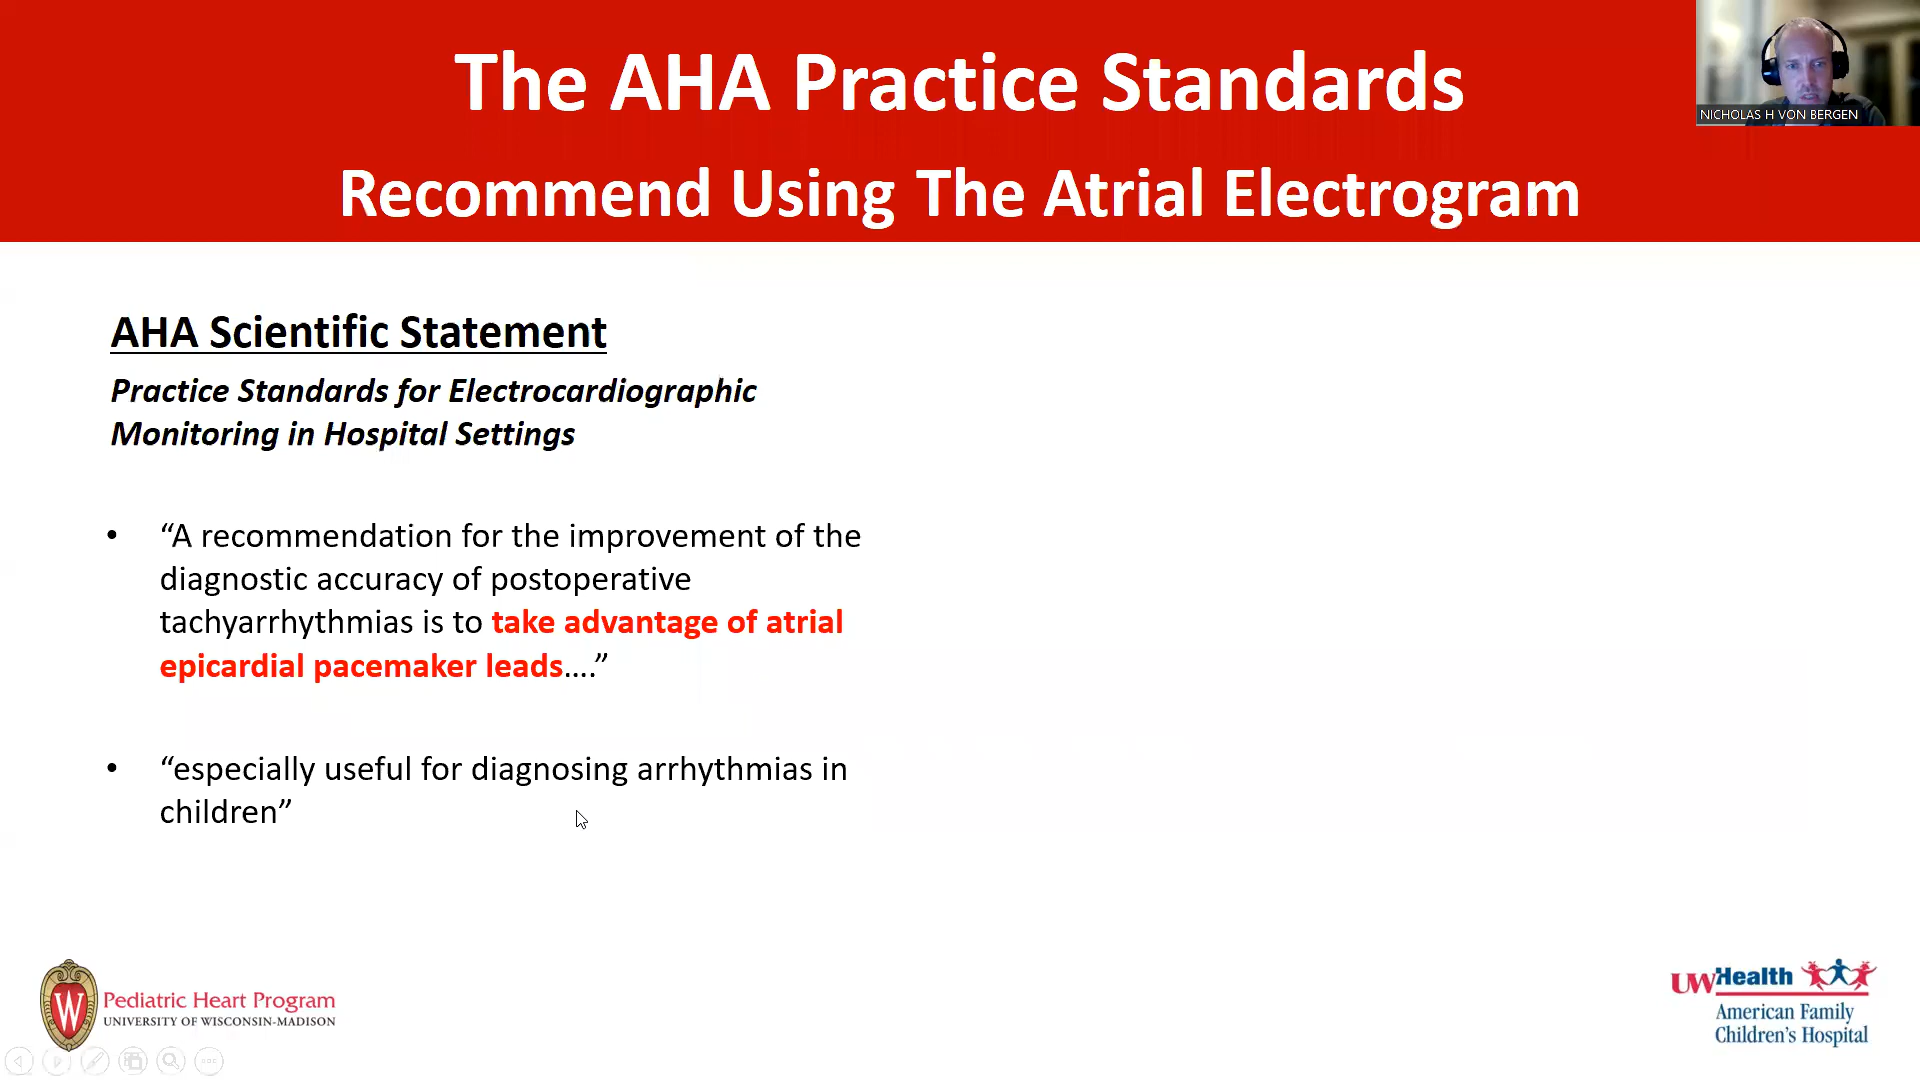 The AHA Practice Standards
Recommend Using The Atrial Electrogram
NICHOLAS H VON BERGEN
AHA Scientific Statement
Practice Standards for Electrocardiographic
Monitoring in Hospital Settings
• “A recommendation for the improvement of the
diagnostic accuracy of postoperative
tachyarrhythmias is to take advantage of atrial
epicardial pacemaker leads....”
• “especially useful for diagnosing arrhythmias in
children”
W
Pediatric Heart Program
UNIVERSITY OF WISCONSIN-MADISON
UWHealth
American Family
Children's Hospital